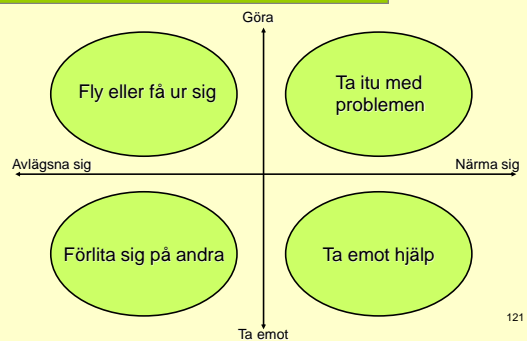 Göra
Fly eller få ur sig
Ta itu med
problemen
Avlägsna sig
Närma sig
Förlita sig på andra
Ta emot hjälp
121
Ta emot